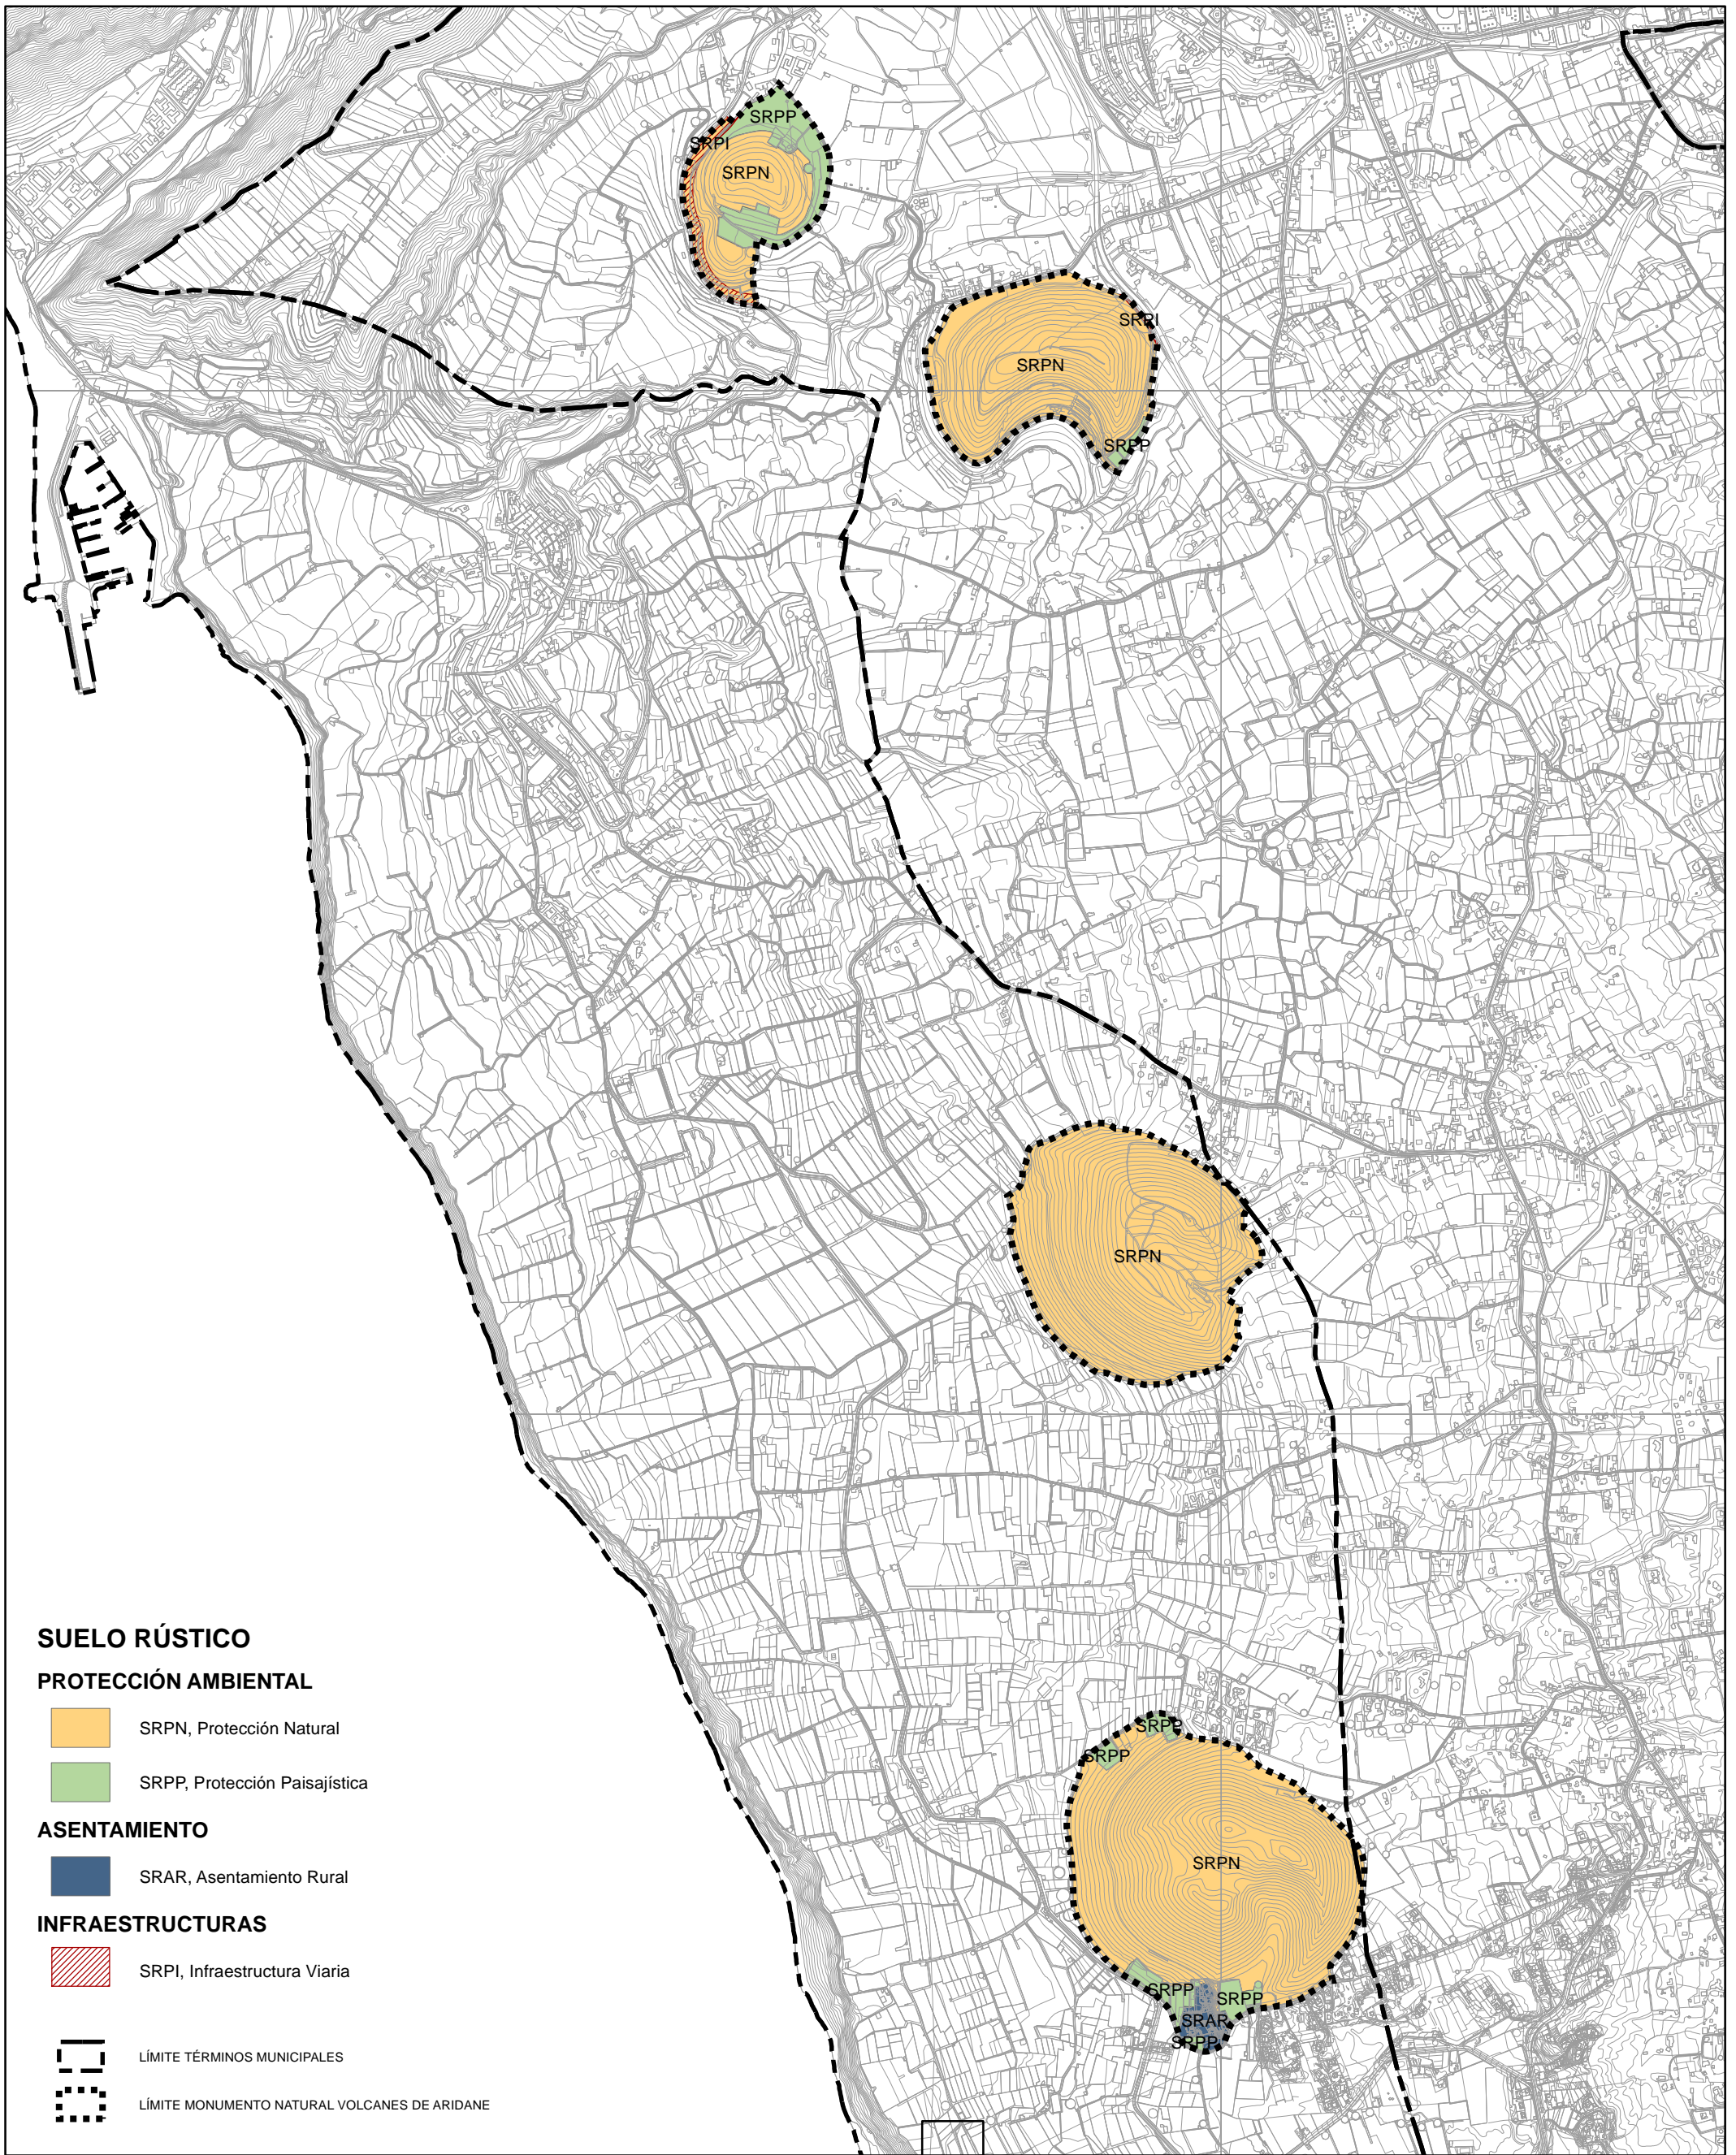 SRPP
SRPI
SRPN
SRPI
SRPN
SRPP
SRPN
SUELO RÚSTICO
PROTECCIÓN AMBIENTAL
SRPN, Protección Natural
SRPP, Protección Paisajística
ASENTAMIENTO
SRAR, Asentamiento Rural
INFRAESTRUCTURAS
SRPI, Infraestructura Viaria
LÍMITE TÉRMINOS MUNICIPALES
LÍMITE MONUMENTO NATURAL VOLCANES DE ARIDANE
SRPP
SRPP
SRPN
SRPP
SRPP
SRAR
SRPP